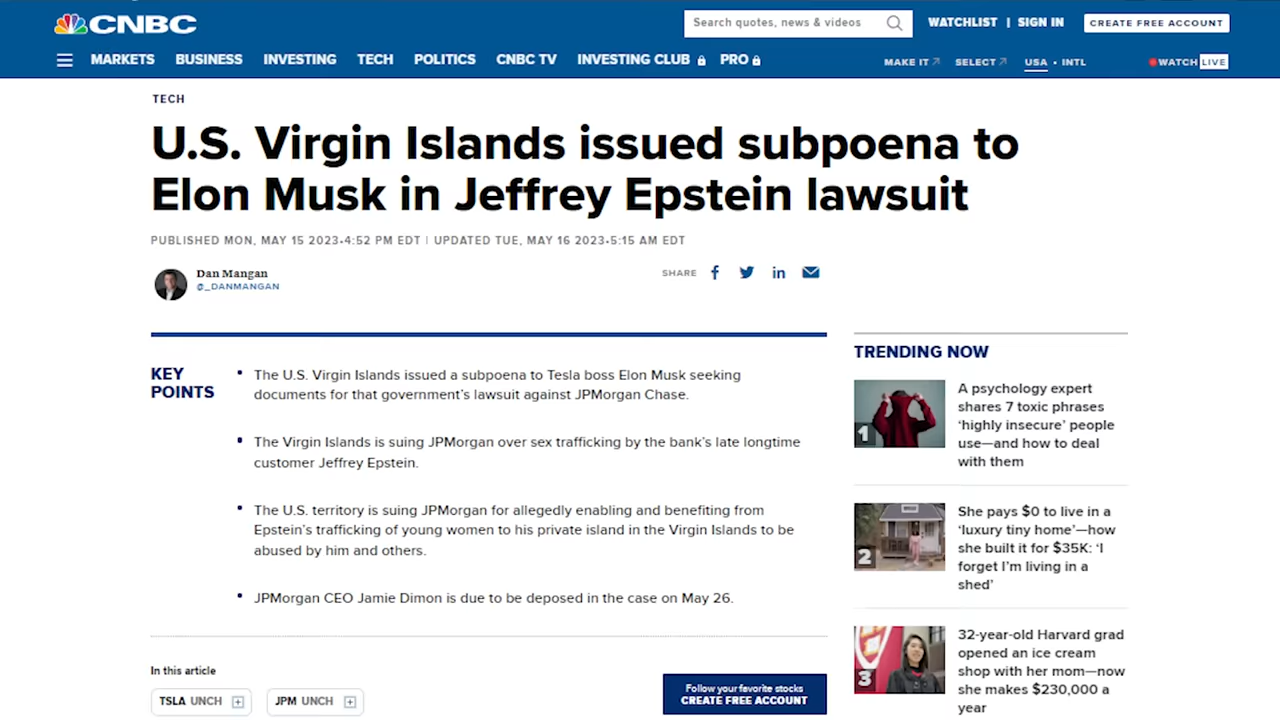 CNBC
Search quotes, news & videos
WATCHLIST | SIGN IN
CREATE FREE ACCOUNT
MARKETS BUSINESS INVESTING TECH POLITICS CNBC TV INVESTING CLUB PRO
MAKE IT SELECT USA • INTL WATCH LIVE
TECH
U.S. Virgin Islands issued subpoena to
Elon Musk in Jeffrey Epstein lawsuit
PUBLISHED MON, MAY 15 2023•4:52 PM EDT | UPDATED TUE, MAY 16 2023•5:15 AM EDT
Dan Mangan
@_DANMANGAN
SHARE
KEY
POINTS
• The U.S. Virgin Islands issued a subpoena to Tesla boss Elon Musk seeking
documents for that government's lawsuit against JPMorgan Chase.
• The Virgin Islands is suing JPMorgan over sex trafficking by the bank's late longtime
customer Jeffrey Epstein.
• The U.S. territory is suing JPMorgan for allegedly enabling and benefiting from
Epstein's trafficking of young women to his private island in the Virgin Islands to be
abused by him and others.
• JPMorgan CEO Jamie Dimon is due to be deposed in the case on May 26.
In this article
TSLA UNCH
JPM UNCH
Follow your favorite stocks
CREATE FREE ACCOUNT
TRENDING NOW
1
A psychology expert
shares 7 toxic phrases
‘highly insecure’ people
use—and how to deal
with them
2
She pays $0 to live in a
‘luxury tiny home’—how
she built it for $35K: ‘I
forget I'm living in a
shed’
3
32-year-old Harvard grad
opened an ice cream
shop with her mom—now
she makes $230,000 a
year